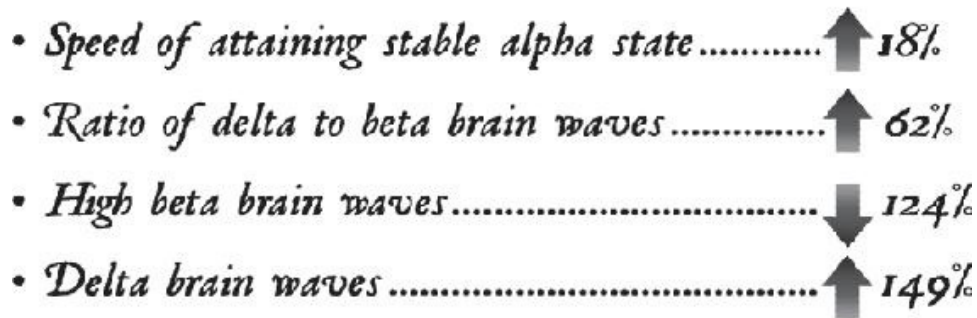 • Speed of attaining stable alpha state............ 18%
• Ratio of delta to beta brain waves............... 62%
• High beta brain waves.................................... 124%
• Delta brain waves.......................................... 149%